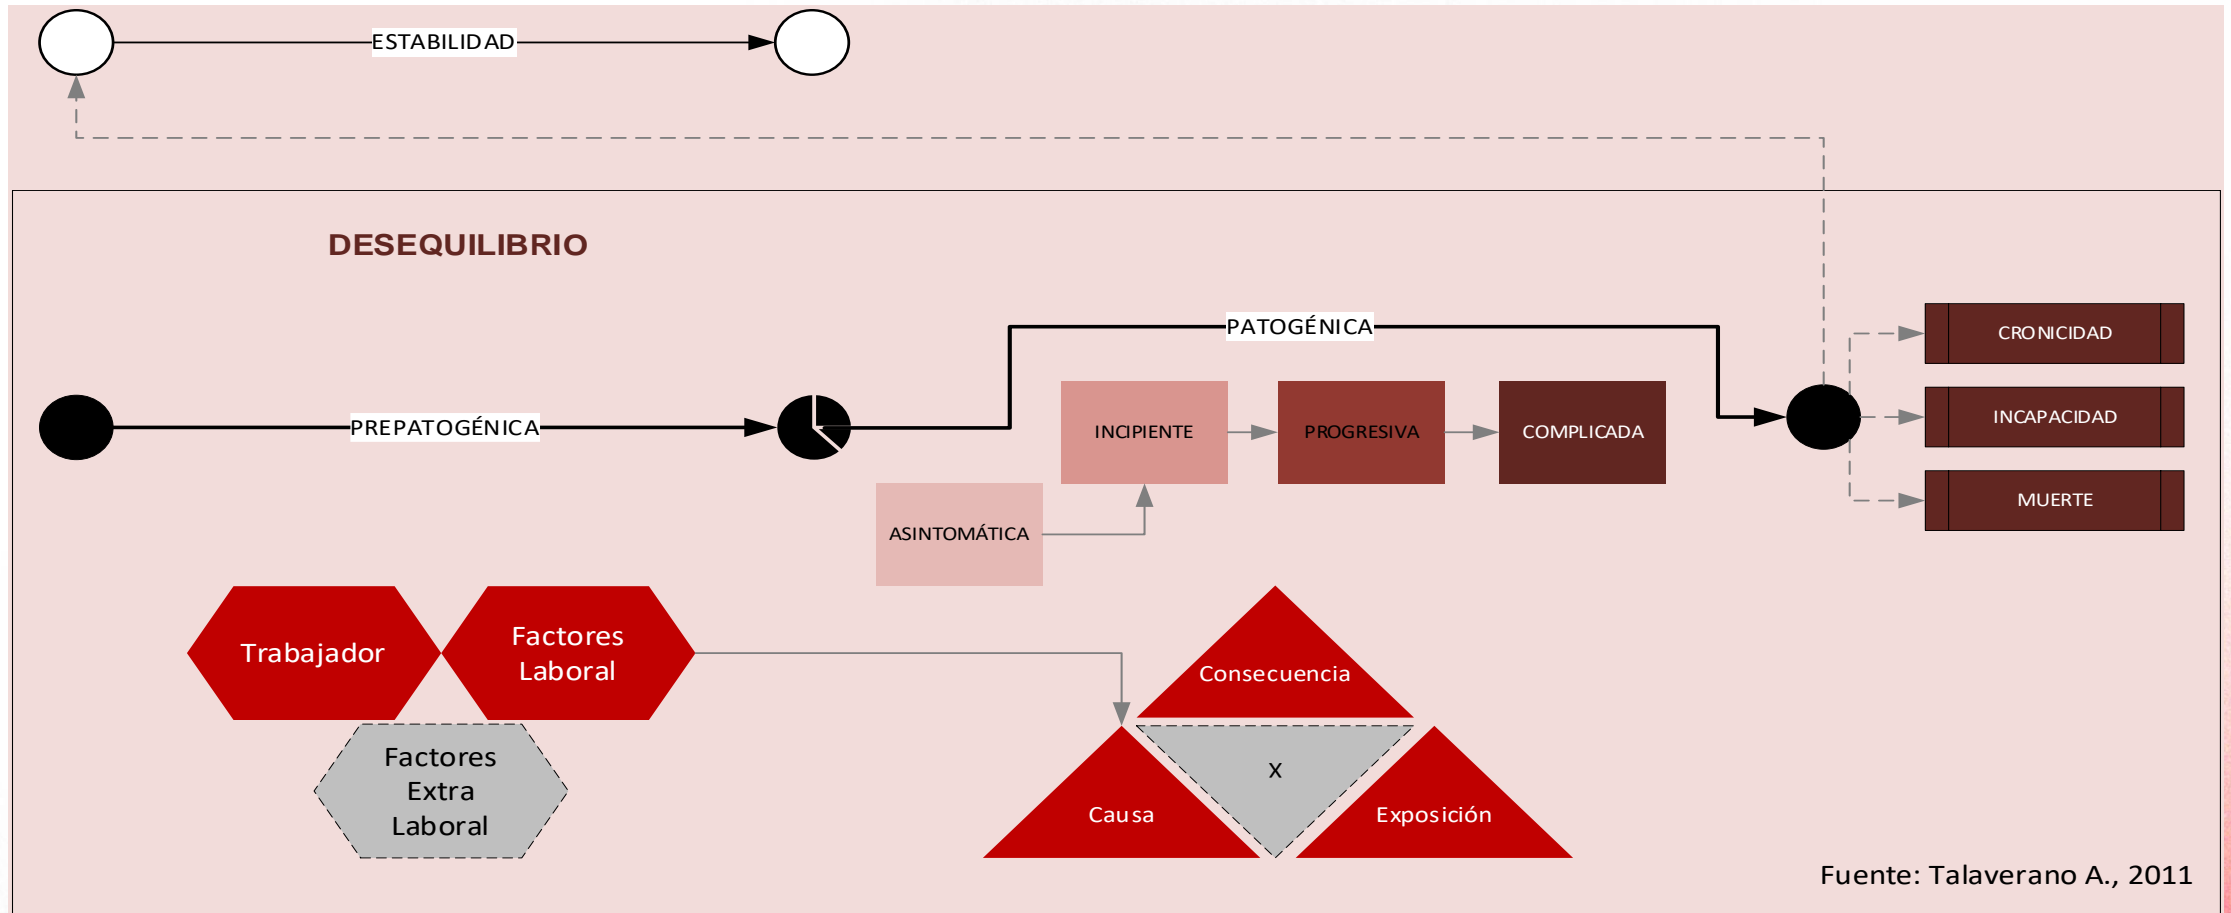 ESTABILIDAD
DESEQUILIBRIO
PATOGÉNICA
PREPATOGÉNICA
INCIPIENTE
PROGRESIVA
COMPLICADA
ASINTOMÁTICA
CRONICIDAD
INCAPACIDAD
MUERTE
Trabajador
Factores
Laboral
Factores
Extra
Laboral
Consecuencia
X
Causa
Exposición
Fuente: Talaverano A., 2011